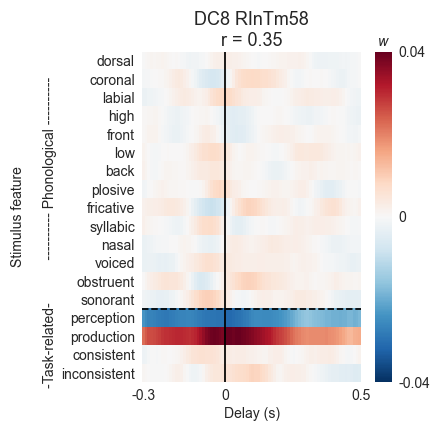 DC8 RInTm58
r = 0.35
w
dorsal
coronal
labial
high
front
low
back
plosive
fricative
syllabic
nasal
voiced
obstruent
sonorant
perception
production
consistent
inconsistent
Stimulus feature
---------- Phonological ----------
-Task-related-
0.04
0
-0.04
-0.3
0
0.5
Delay (s)